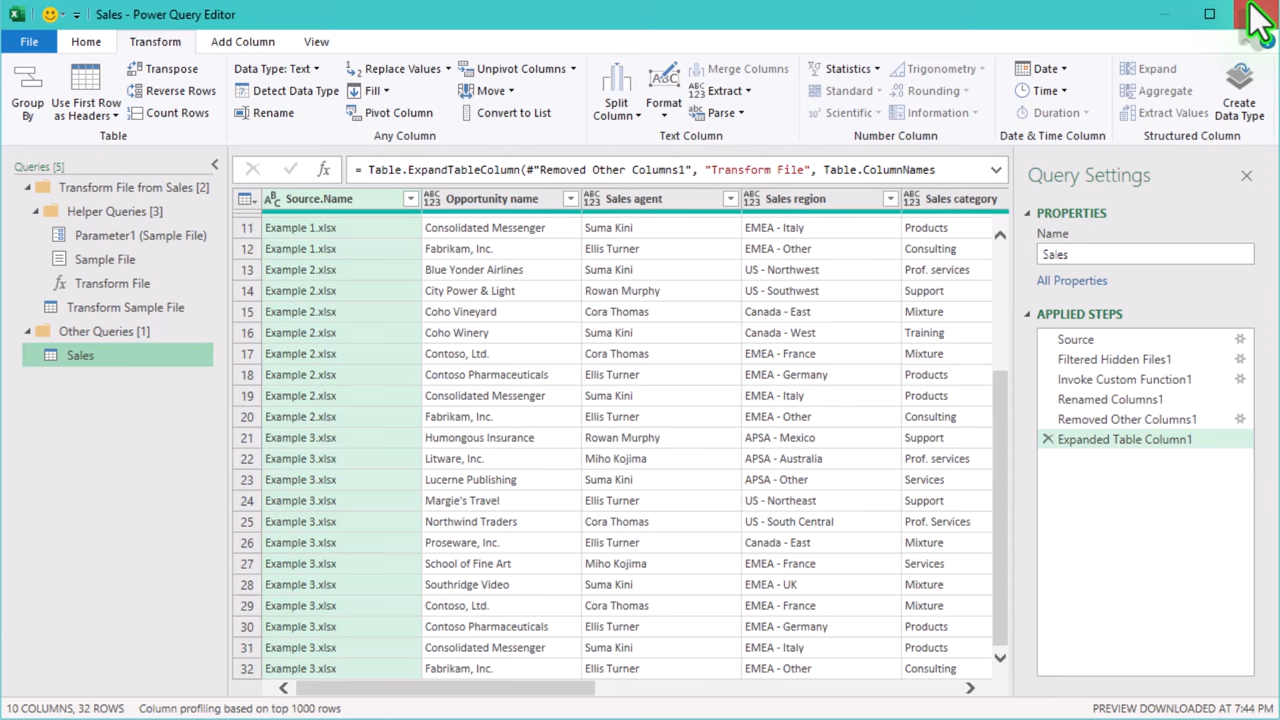 Sales - Power Query Editor
File Home Transform Add Column View
Group By
Use First Row as Headers
Transpose
Reverse Rows
Count Rows
Table
Data Type: Text
Detect Data Type
Rename
Replace Values
Fill
Pivot Column
Unpivot Columns
Move
Convert to List
Any Column
Split Column
Format
Merge Columns
Extract
Parse
Text Column
Statistics
Standard
Scientific
Trigonometry
Rounding
Information
Number Column
Date
Time
Duration
Date & Time Column
Expand
Aggregate
Extract Values
Create Data Type
Structured Column
Queries [5]
Transform File from Sales [2]
Helper Queries [3]
Parameter1 (Sample File)
Sample File
Transform File
Transform Sample File
Other Queries [1]
Sales
= Table.ExpandTableColumn(#"Removed Other Columns1", "Transform File", Table.ColumnNames
Source.Name Opportunity name Sales agent Sales region Sales category
11 Example 1.xlsx Consolidated Messenger Suma Kini EMEA - Italy Products
12 Example 1.xlsx Fabrikam, Inc. Ellis Turner EMEA - Other Consulting
13 Example 2.xlsx Blue Yonder Airlines Suma Kini US - Northwest Prof. services
14 Example 2.xlsx City Power & Light Rowan Murphy US - Southwest Support
15 Example 2.xlsx Coho Vineyard Cora Thomas Canada - East Mixture
16 Example 2.xlsx Coho Winery Suma Kini Canada - West Training
17 Example 2.xlsx Contoso, Ltd. Cora Thomas EMEA - France Mixture
18 Example 2.xlsx Contoso Pharmaceuticals Ellis Turner EMEA - Germany Products
19 Example 2.xlsx Consolidated Messenger Suma Kini EMEA - Italy Products
20 Example 2.xlsx Fabrikam, Inc. Ellis Turner EMEA - Other Consulting
21 Example 3.xlsx Humongous Insurance Rowan Murphy APSA - Mexico Support
22 Example 3.xlsx Litware, Inc. Miho Kojima APSA - Australia Prof. services
23 Example 3.xlsx Lucerne Publishing Suma Kini APSA - Other Services
24 Example 3.xlsx Margie's Travel Ellis Turner US - Northeast Support
25 Example 3.xlsx Northwind Traders Cora Thomas US - South Central Prof. Services
26 Example 3.xlsx Proseware, Inc. Ellis Turner Canada - East Mixture
27 Example 3.xlsx School of Fine Art Miho Kojima EMEA - France Services
28 Example 3.xlsx Southridge Video Suma Kini EMEA - UK Mixture
29 Example 3.xlsx Contoso, Ltd. Cora Thomas EMEA - France Mixture
30 Example 3.xlsx Contoso Pharmaceuticals Ellis Turner EMEA - Germany Products
31 Example 3.xlsx Consolidated Messenger Suma Kini EMEA - Italy Products
32 Example 3.xlsx Fabrikam, Inc. Ellis Turner EMEA - Other Consulting
Query Settings
PROPERTIES
Name
Sales
All Properties
APPLIED STEPS
Source
Filtered Hidden Files1
Invoke Custom Function1
Renamed Columns1
Removed Other Columns1
Expanded Table Column1
10 COLUMNS, 32 ROWS Column profiling based on top 1000 rows PREVIEW DOWNLOADED AT 7:44 PM